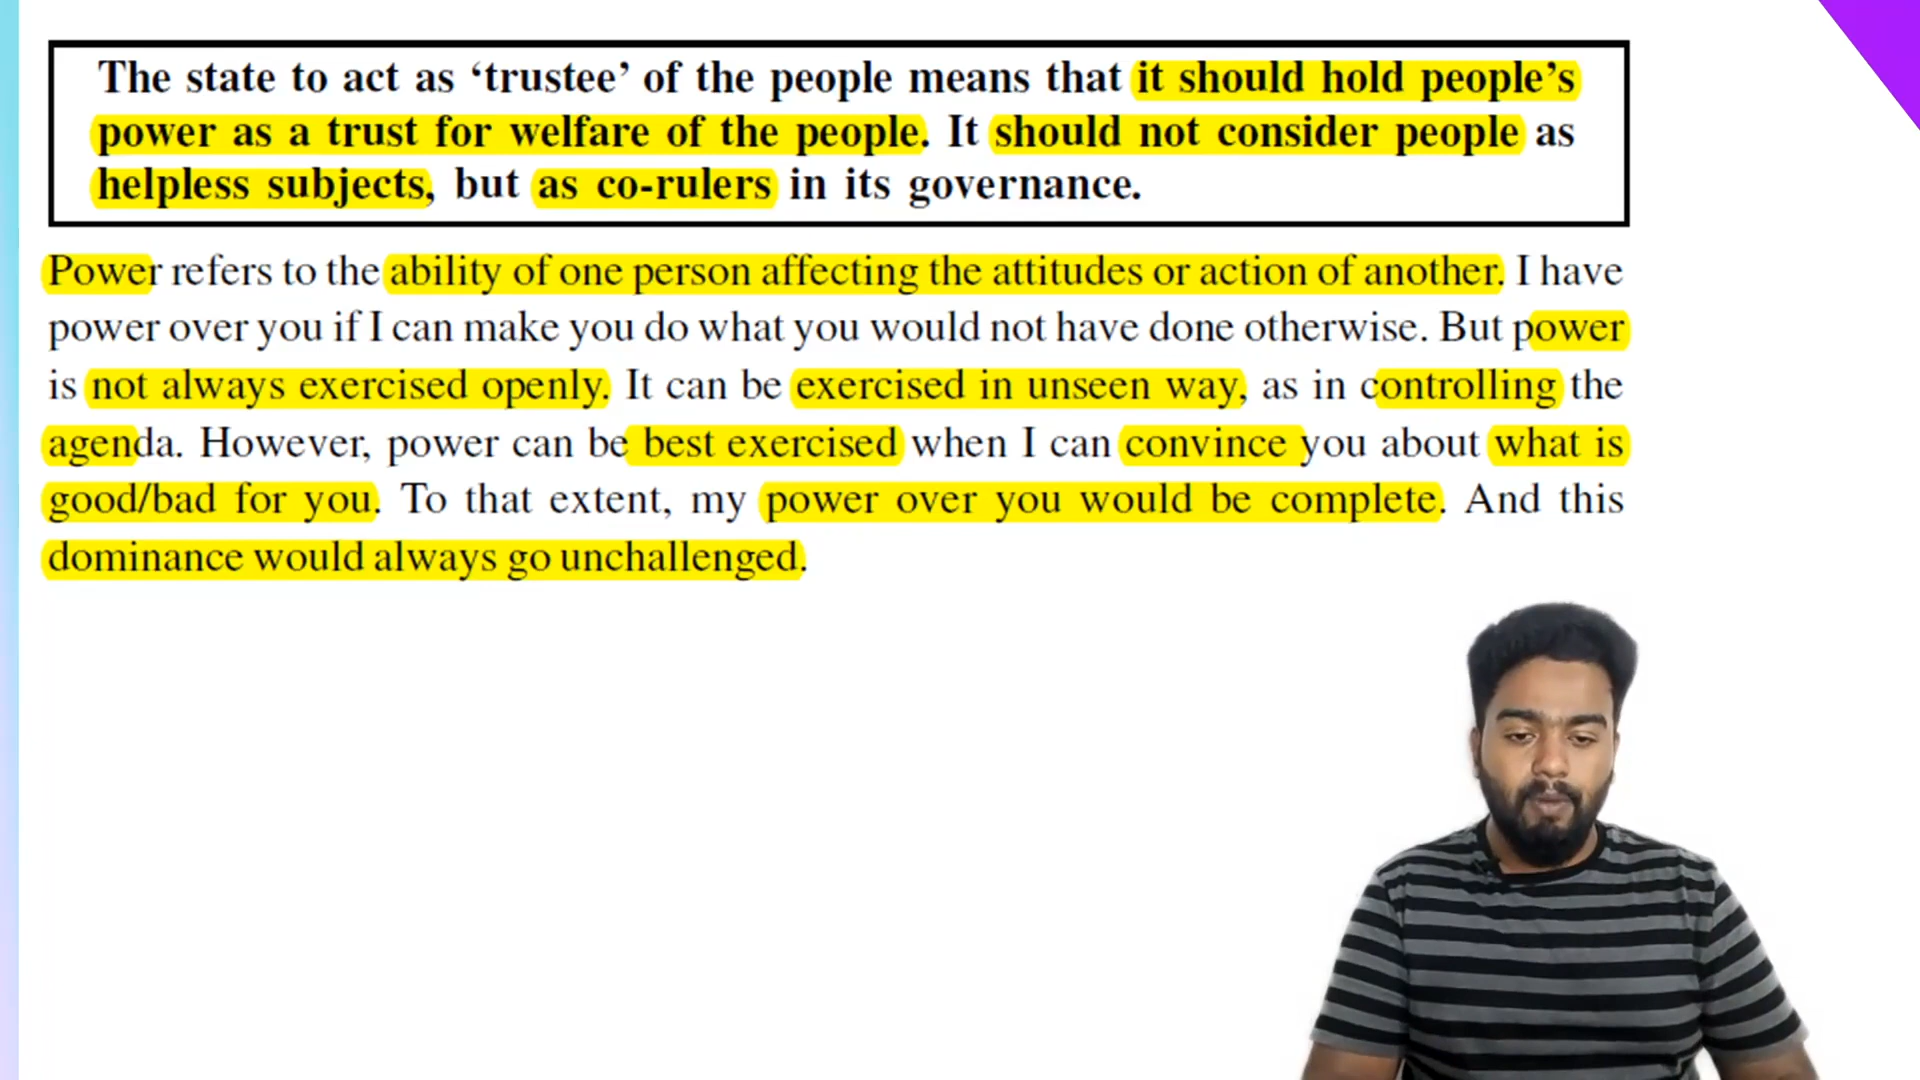 The state to act as ‘trustee’ of the people means that it should hold people’s
power as a trust for welfare of the people. It should not consider people as
helpless subjects, but as co-rulers in its governance.
Power refers to the ability of one person affecting the attitudes or action of another. I have
power over you if I can make you do what you would not have done otherwise. But power
is not always exercised openly. It can be exercised in unseen way, as in controlling the
agenda. However, power can be best exercised when I can convince you about what is
good/bad for you. To that extent, my power over you would be complete. And this
dominance would always go unchallenged.